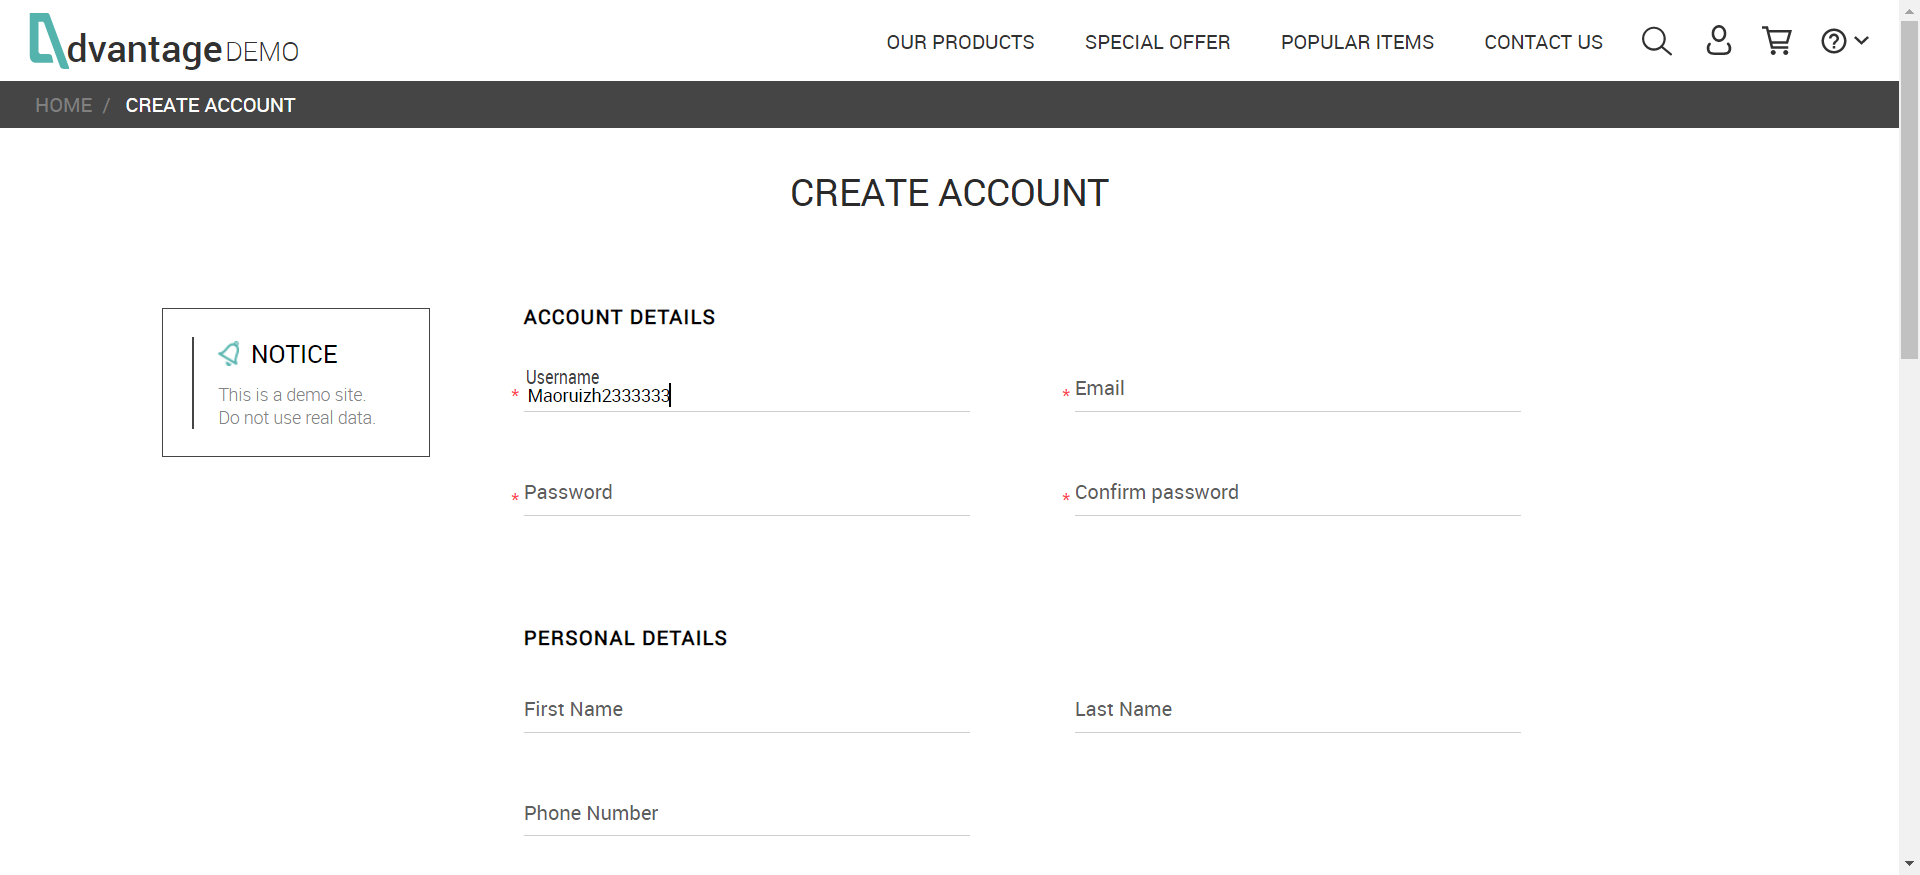 dvantage DEMO
OUR PRODUCTS SPECIAL OFFER POPULAR ITEMS CONTACT US
HOME / CREATE ACCOUNT
CREATE ACCOUNT
NOTICE
This is a demo site.
Do not use real data.
ACCOUNT DETAILS
Username
* Maoruizh2333333
* Email
* Password
* Confirm password
PERSONAL DETAILS
First Name
Last Name
Phone Number